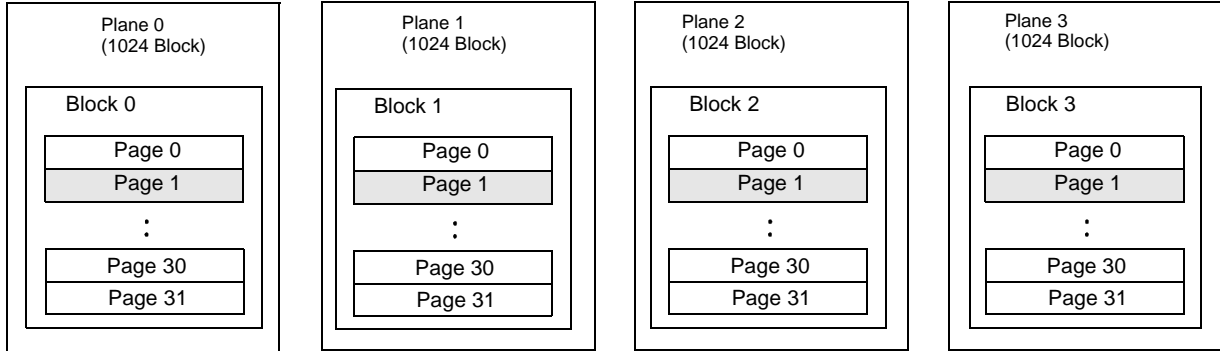 Plane 0
(1024 Block)
Block 0
Page 0
Page 1
:
Page 30
Page 31
Plane 1
(1024 Block)
Block 1
Page 0
Page 1
:
Page 30
Page 31
Plane 2
(1024 Block)
Block 2
Page 0
Page 1
:
Page 30
Page 31
Plane 3
(1024 Block)
Block 3
Page 0
Page 1
:
Page 30
Page 31